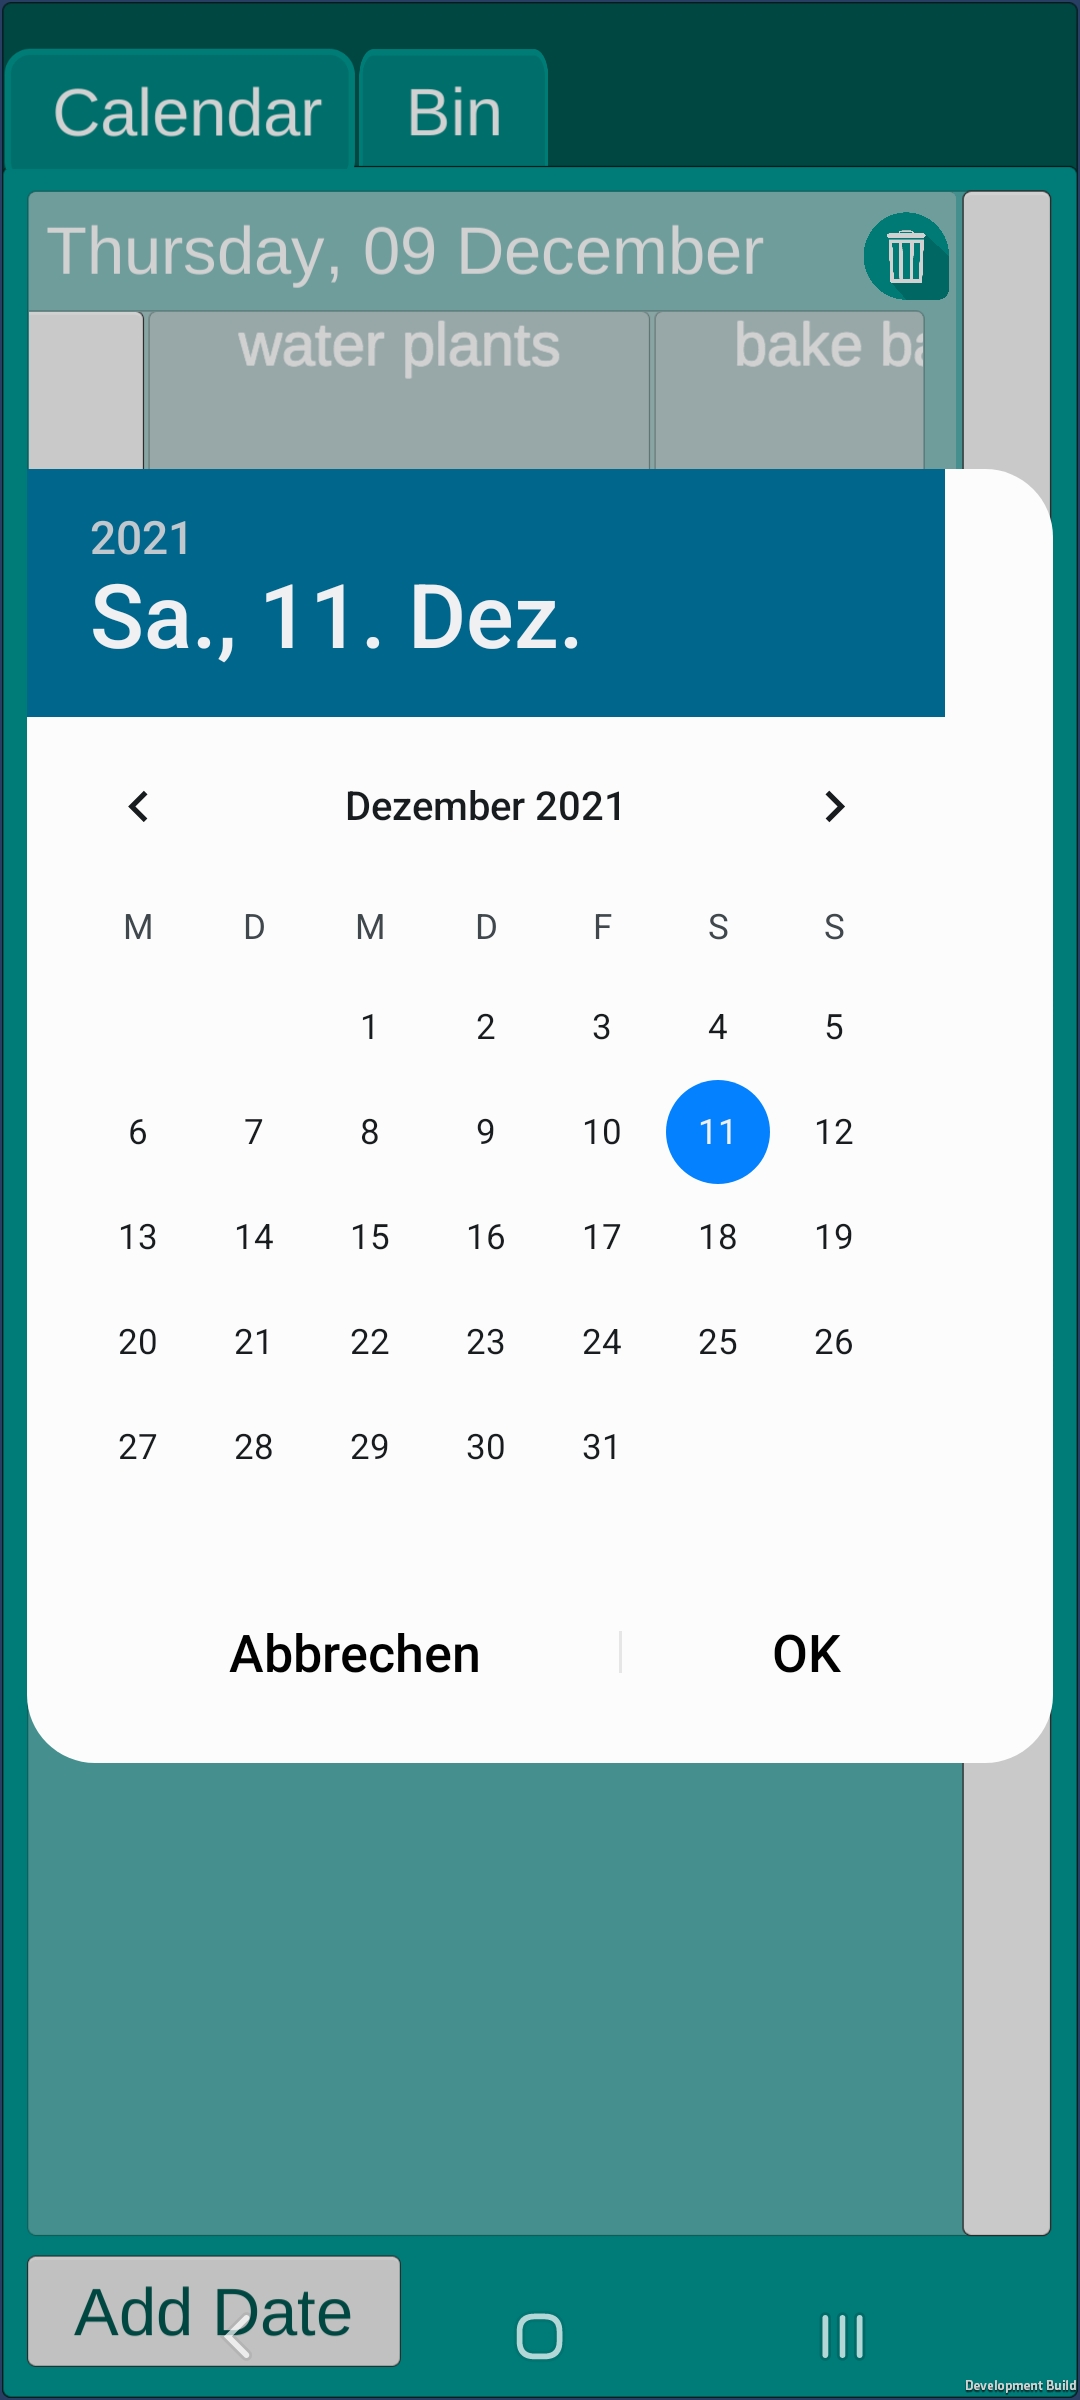 Calendar Bin
Thursday, 09 December
water plants bake ba
2021
Sa., 11. Dez.
Dezember 2021
M D M D F S S
1 2 3 4 5
6 7 8 9 10 11 12
13 14 15 16 17 18 19
20 21 22 23 24 25 26
27 28 29 30 31
Abbrechen OK
Add Date
Development Build